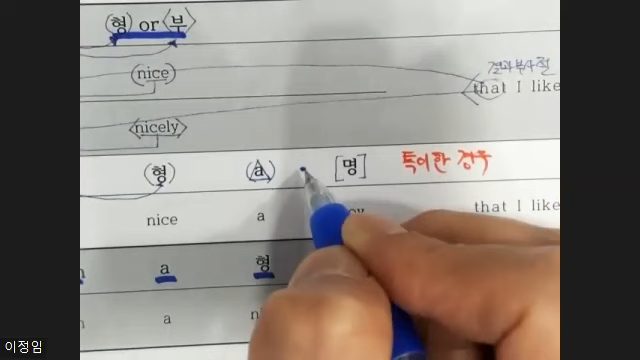 (형) or <부>
(nice) 결과부사절
that I like
<nicely>
(형) (a) [명] 특이한 경우
nice a that I like
a 형
a
이정임